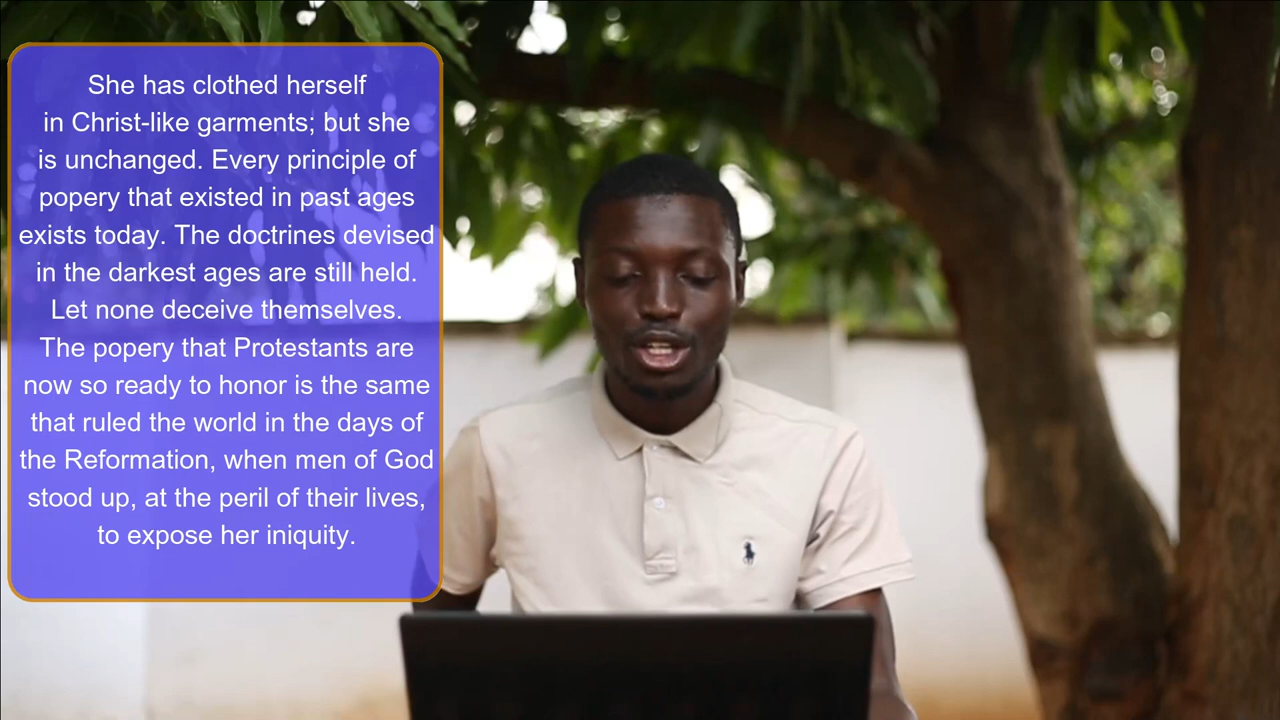 She has clothed herself
in Christ-like garments; but she
is unchanged. Every principle of
popery that existed in past ages
exists today. The doctrines devised
in the darkest ages are still held.
Let none deceive themselves.
The popery that Protestants are
now so ready to honor is the same
that ruled the world in the days of
the Reformation, when men of God
stood up, at the peril of their lives,
to expose her iniquity.